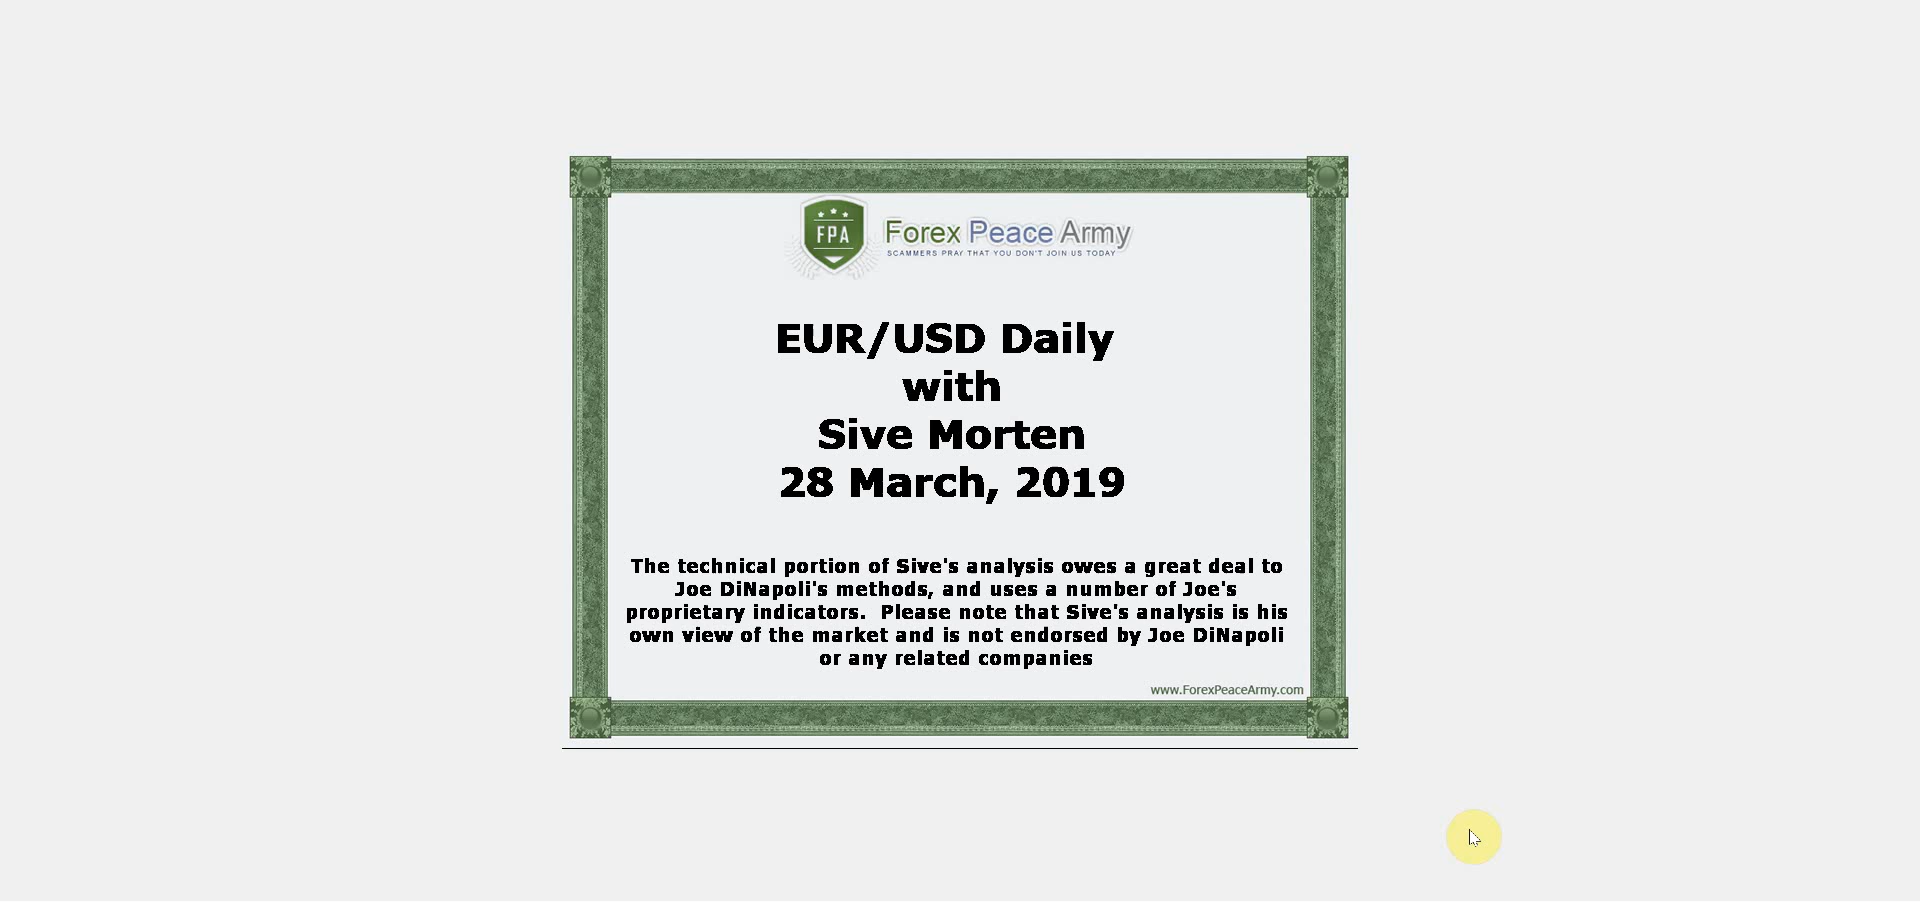 FPA
Forex Peace Army
SCAMMERS PRAY THAT YOU DON'T JOIN US TODAY
EUR/USD Daily
with
Sive Morten
28 March, 2019
The technical portion of Sive's analysis owes a great deal to
Joe DiNapoli's methods, and uses a number of Joe's
proprietary indicators.  Please note that Sive's analysis is his
own view of the market and is not endorsed by Joe DiNapoli
or any related companies
www.ForexPeaceArmy.com